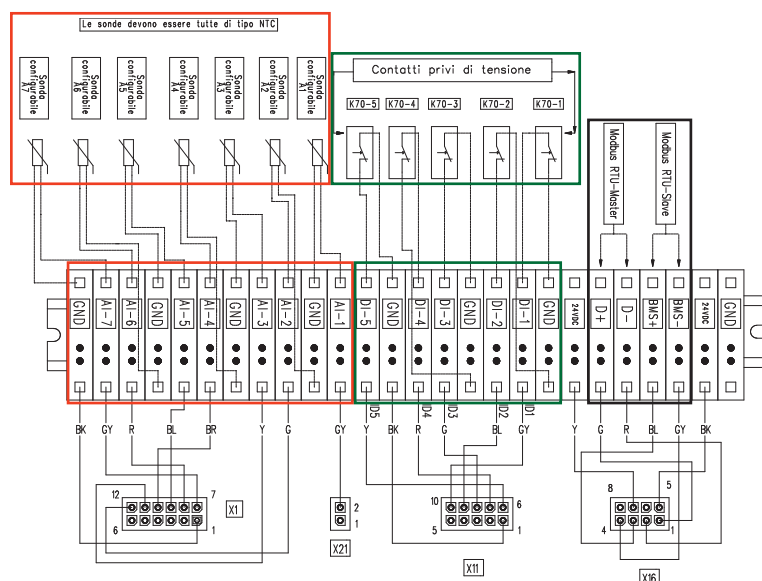 Le sonde devono essere tutte di tipo NTC
Sonda configurabile A7
Sonda configurabile A6
Sonda configurabile A5
Sonda configurabile A4
Sonda configurabile A3
Sonda configurabile A2
Sonda configurabile A1
Contatti privi di tensione
K70-5 K70-4 K70-3 K70-2 K70-1
Modbus RTU-Master
Modbus RTU-Slave
GND AI-7 AI-6 GND AI-5 AI-4 GND AI-3 AI-2 GND AI-1 DI-5 GND DI-4 DI-3 GND DI-2 DI-1 GND 24VDC D+ D- BMS+ BMS- 24VDC GND
ID5 ID4 ID3 ID2 ID1
BK GY R BL BR Y G GY Y BK R G BL GY Y G R BL GY BK
12 7
6 1
X1
2
1
X21
10 6
5 1
X11
8 5
4 1
X16